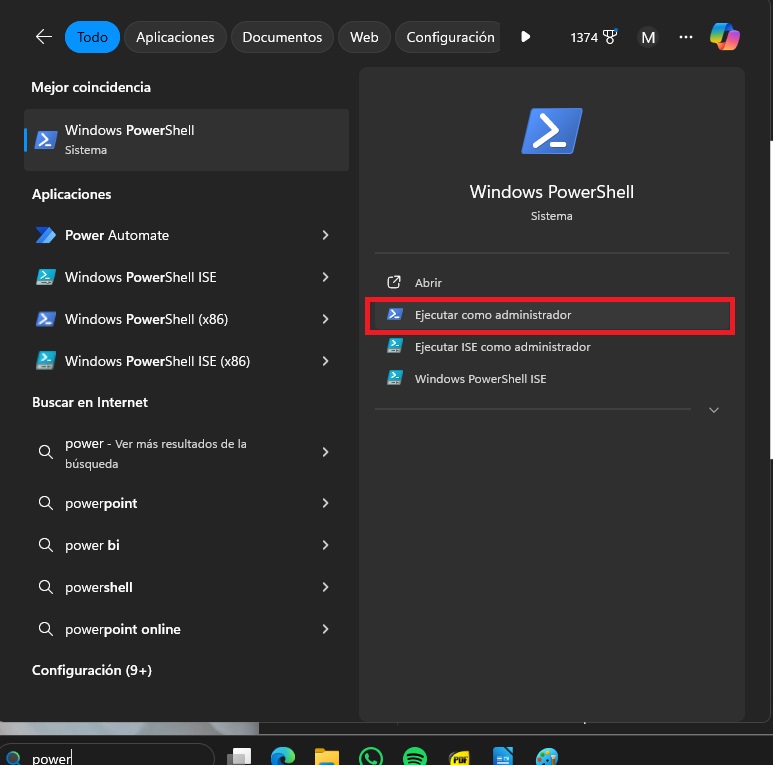 Todo
Aplicaciones
Documentos
Web
Configuración
1374
M
Mejor coincidencia
Windows PowerShell
Sistema
Aplicaciones
Power Automate
Windows PowerShell ISE
Windows PowerShell (x86)
Windows PowerShell ISE (x86)
Buscar en Internet
power - Ver más resultados de la
búsqueda
powerpoint
power bi
powershell
powerpoint online
Configuración (9+)
Windows PowerShell
Sistema
Abrir
Ejecutar como administrador
Ejecutar ISE como administrador
Windows PowerShell ISE
power
PDF